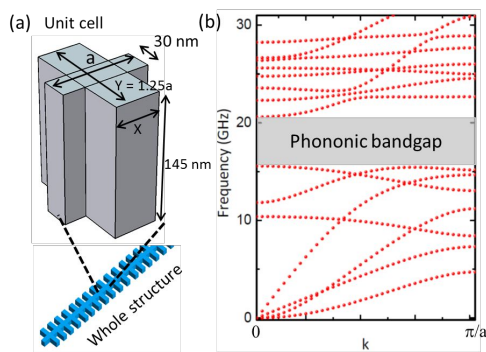 (a) Unit cell
30 nm
a
Y = 1.25a
X
145 nm
Whole structure
(b)
Frequency (GHz)
30
20
10
0
Phononic bandgap
0
π/a
k